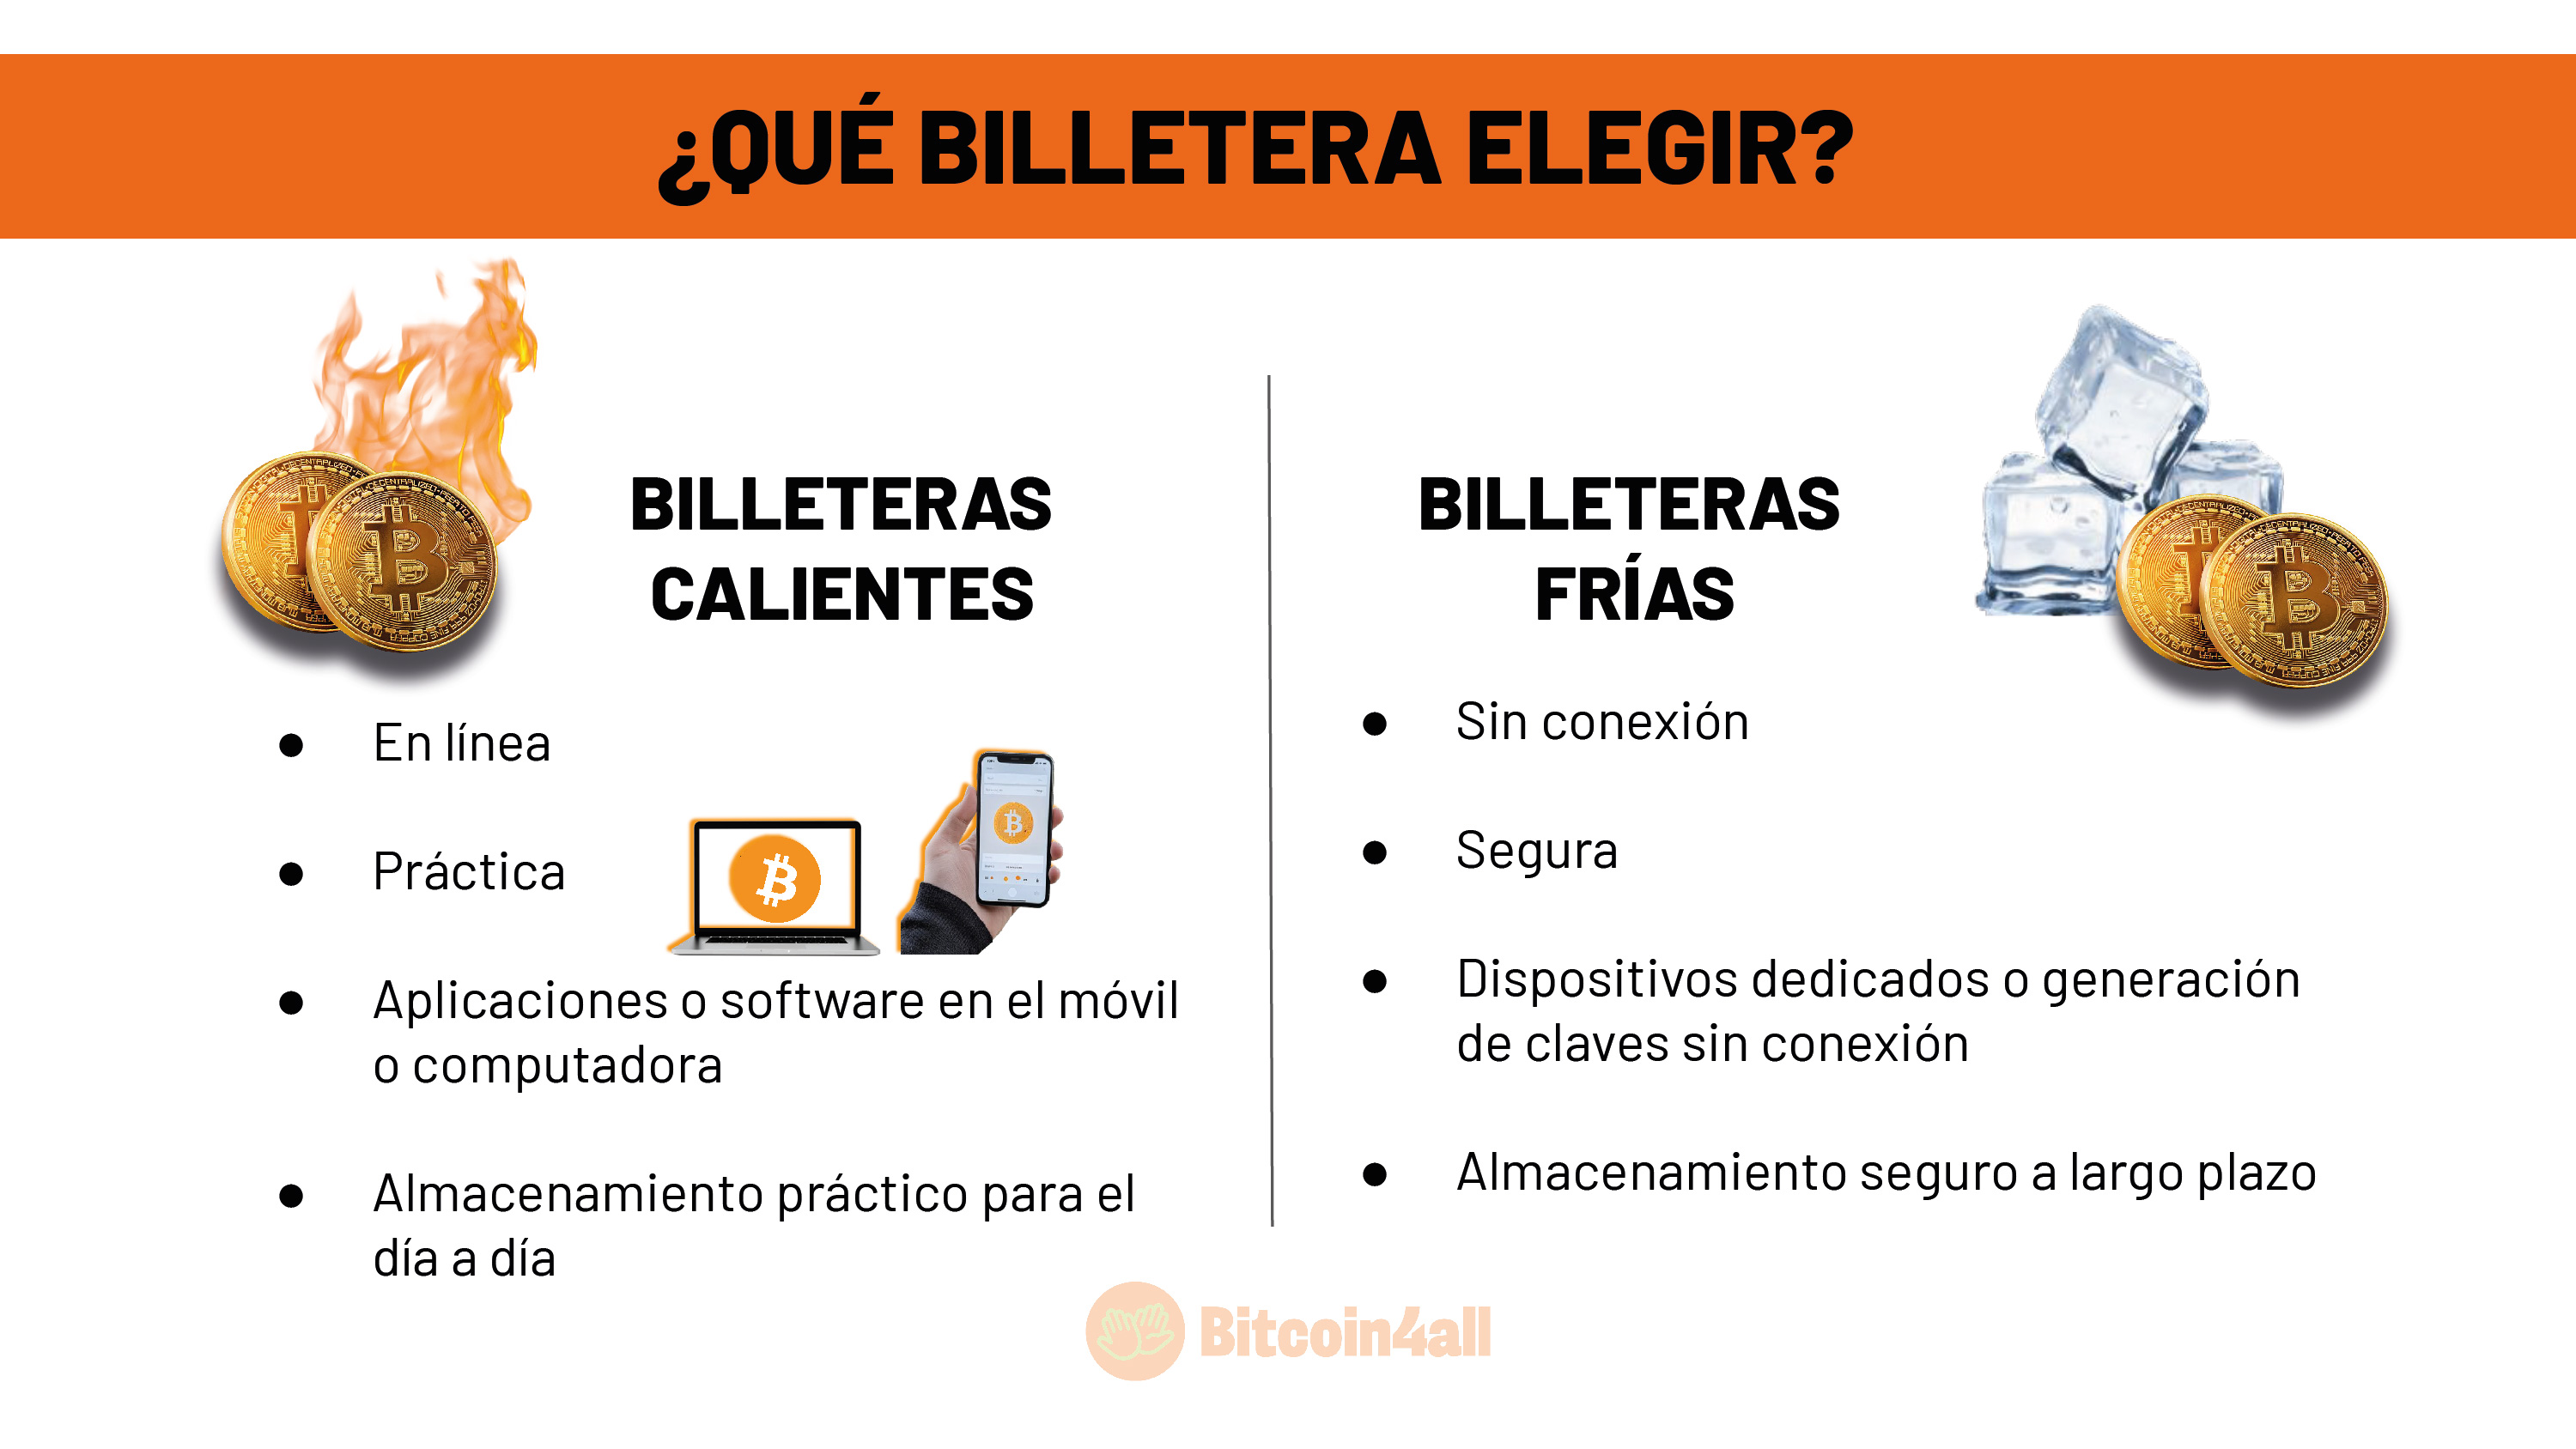 ¿QUÉ BILLETERA ELEGIR?
BILLETERAS
CALIENTES
● En línea
● Práctica
● Aplicaciones o software en el móvil
o computadora
● Almacenamiento práctico para el
día a día
BILLETERAS
FRÍAS
● Sin conexión
● Segura
● Dispositivos dedicados o generación
de claves sin conexión
● Almacenamiento seguro a largo plazo
Bitcoin4all